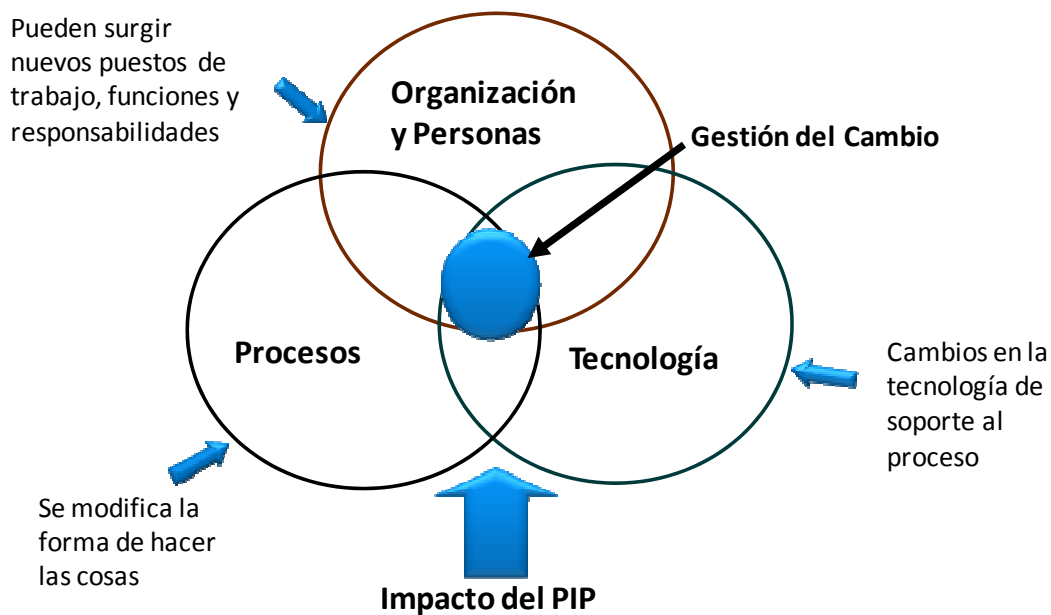 Pueden surgir
nuevos puestos de
trabajo, funciones y
responsabilidades
Organización
y Personas
Gestión del Cambio
Procesos
Tecnología
Cambios en la
tecnología de
soporte al
proceso
Se modifica la
forma de hacer
las cosas
Impacto del PIP